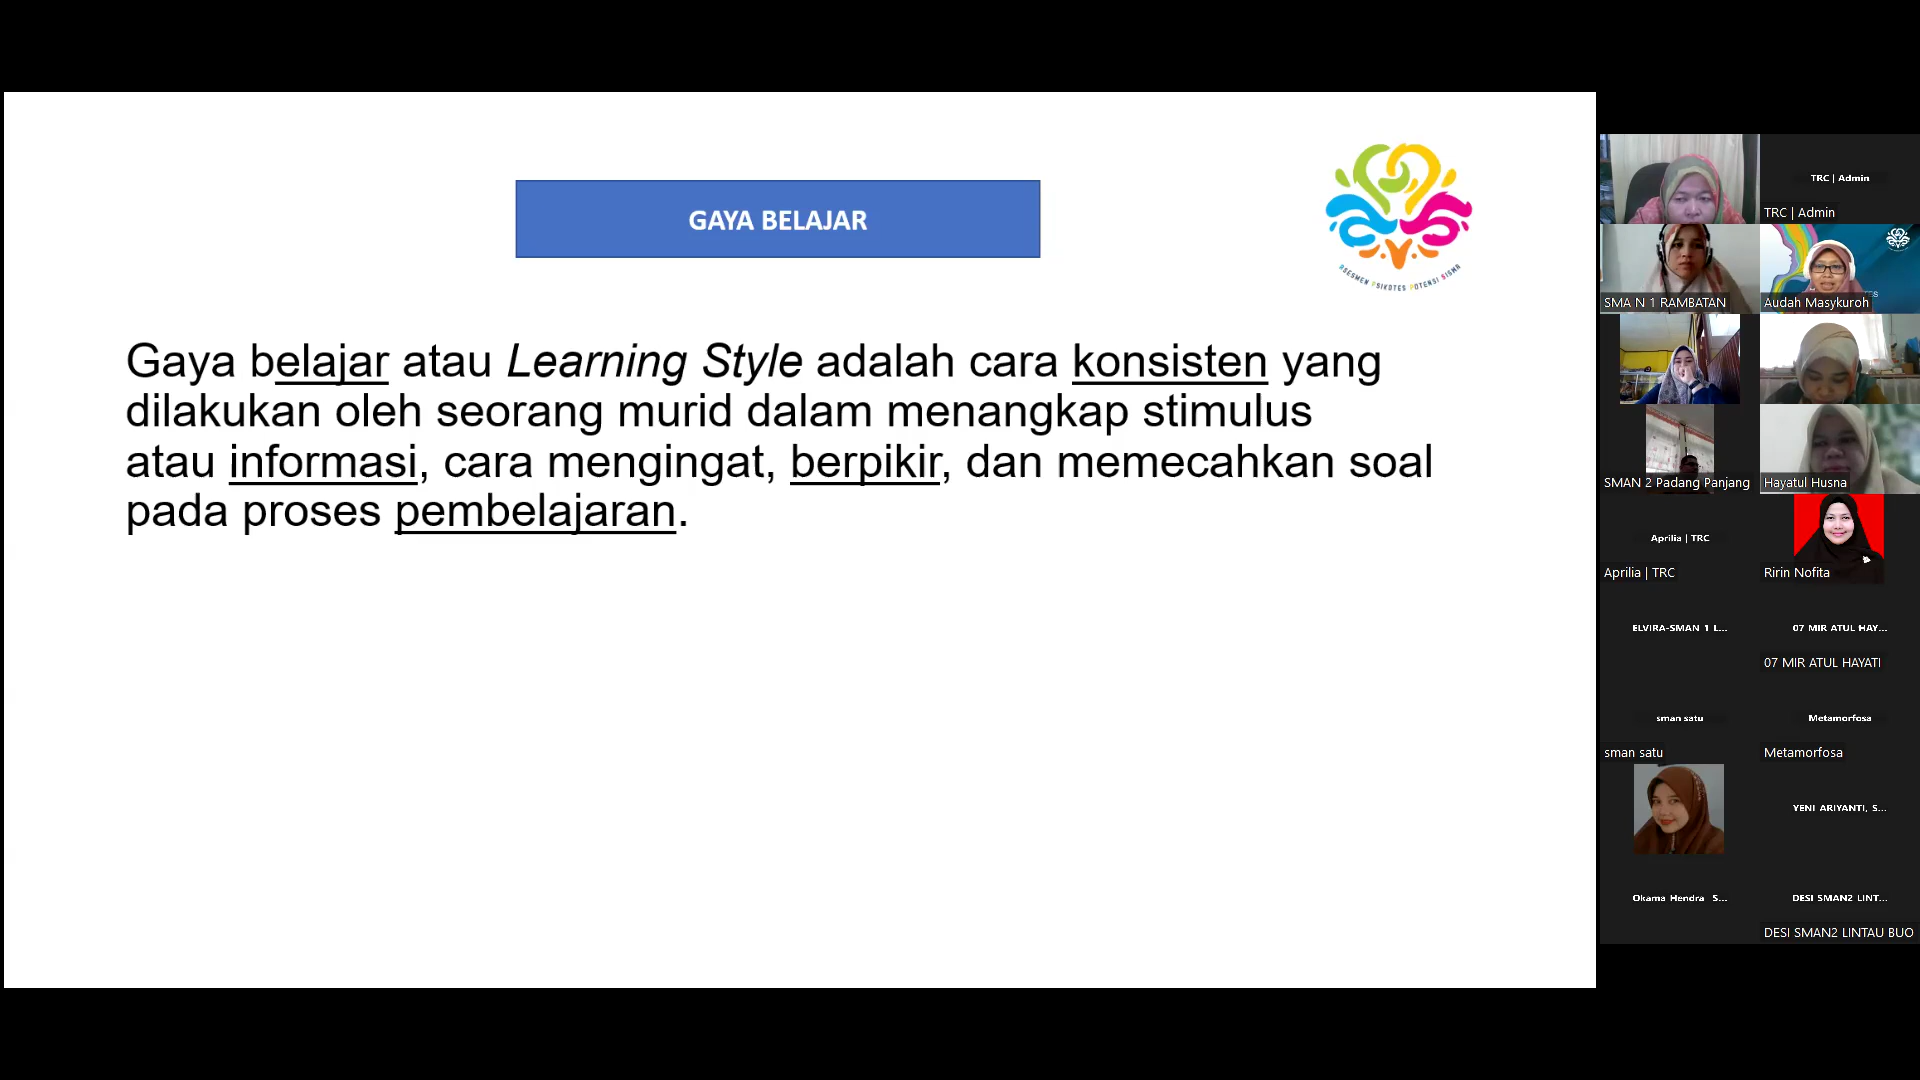 GAYA BELAJAR
ASESMEN PSIKOTES POTENSI SISWA
Gaya belajar atau Learning Style adalah cara konsisten yang
dilakukan oleh seorang murid dalam menangkap stimulus
atau informasi, cara mengingat, berpikir, dan memecahkan soal
pada proses pembelajaran.
TRC | Admin
TRC | Admin
SMA N 1 RAMBATAN
Audah Masykuroh
SMAN 2 Padang Panjang
Hayatul Husna
Aprilia | TRC
Aprilia | TRC
Ririn Nofita
ELVIRA-SMAN 1 L...
07 MIR ATUL HAY...
07 MIR ATUL HAYATI
sman satu
Metamorfosa
sman satu
Metamorfosa
YENI ARIYANTI, S...
Okama Hendra S...
DESI SMAN2 LINT...
DESI SMAN2 LINTAU BUO